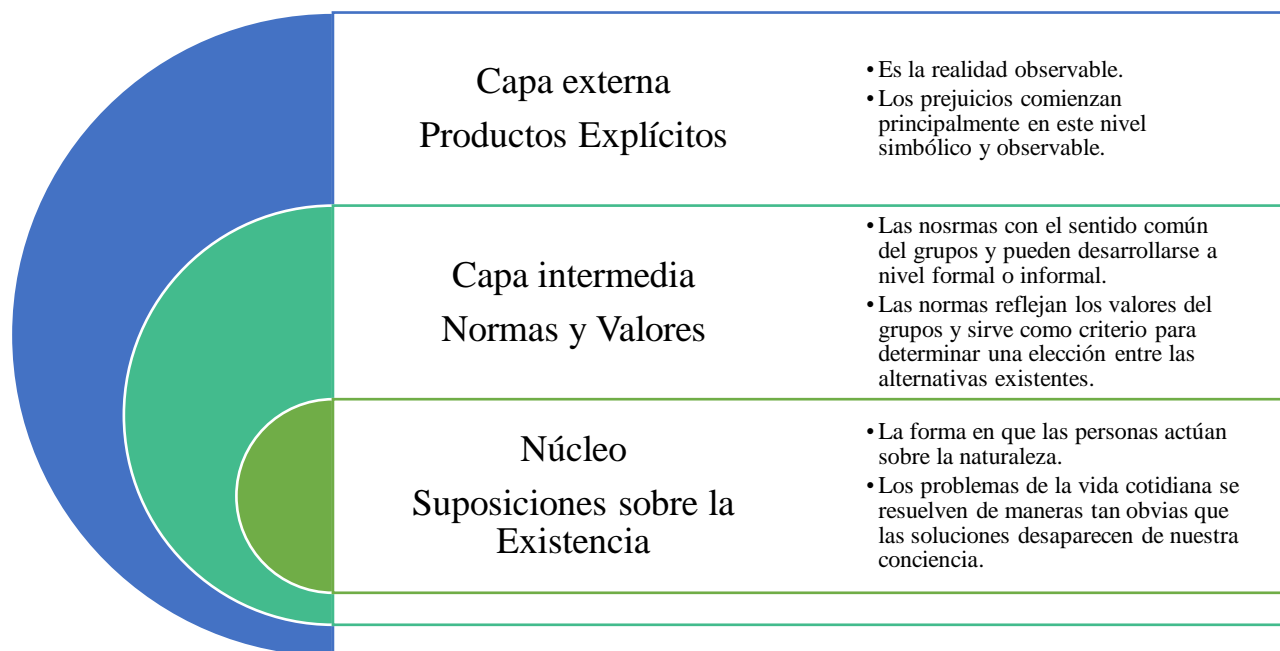 Capa externa
Productos Explícitos
• Es la realidad observable.
• Los prejuicios comienzan
principalmente en este nivel
simbólico y observable.
Capa intermedia
Normas y Valores
• Las nosrmas con el sentido común
del grupos y pueden desarrollarse a
nivel formal o informal.
• Las normas reflejan los valores del
grupos y sirve como criterio para
determinar una elección entre las
alternativas existentes.
Núcleo
Suposiciones sobre la
Existencia
• La forma en que las personas actúan
sobre la naturaleza.
• Los problemas de la vida cotidiana se
resuelven de maneras tan obvias que
las soluciones desaparecen de nuestra
conciencia.